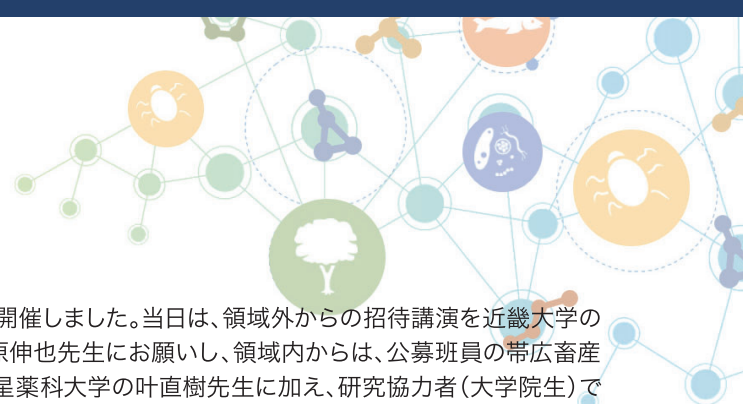 開催しました。当日は、領域外からの招待講演を近畿大学の
原伸也先生にお願いし、領域内からは、公募班員の帯広畜産
星薬科大学の叶直樹先生に加え、研究協力者(大学院生)で